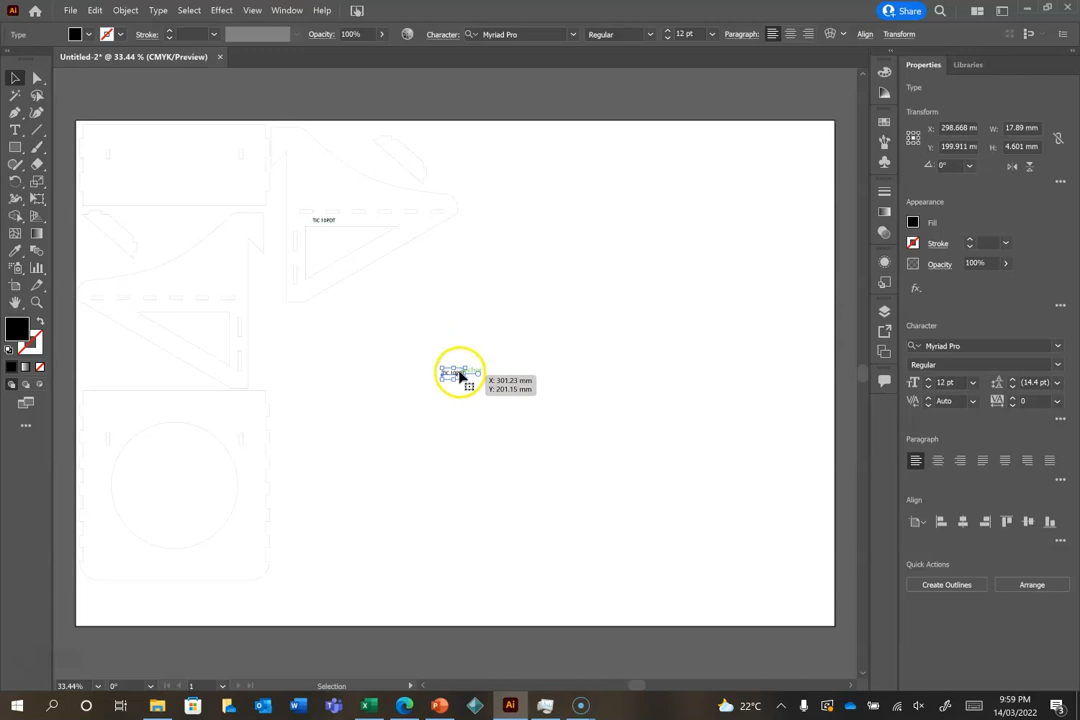 Ai
File Edit Object Type Select Effect View Window Help
Share
Type
Stroke:
Opacity: 100%
Character:
Myriad Pro
Regular
12 pt
Paragraph:
Align
Transform
Untitled-2* @ 33.44 % (CMYK/Preview)
Properties Libraries
Type
Transform
X: 298.668 m W: 17.89 mm
Y: 199.911 m H: 4.601 mm
0°
Appearance
Fill
Stroke
Opacity 100%
fx.
Character
Myriad Pro
Regular
12 pt (14.4 pt)
Auto 0
Paragraph
Align
Quick Actions
Create Outlines Arrange
TIC 10PDT
X: 301.23 mm
Y: 201.15 mm
33.44% 0° 1 Selection
22°C
9:59 PM
14/03/2022